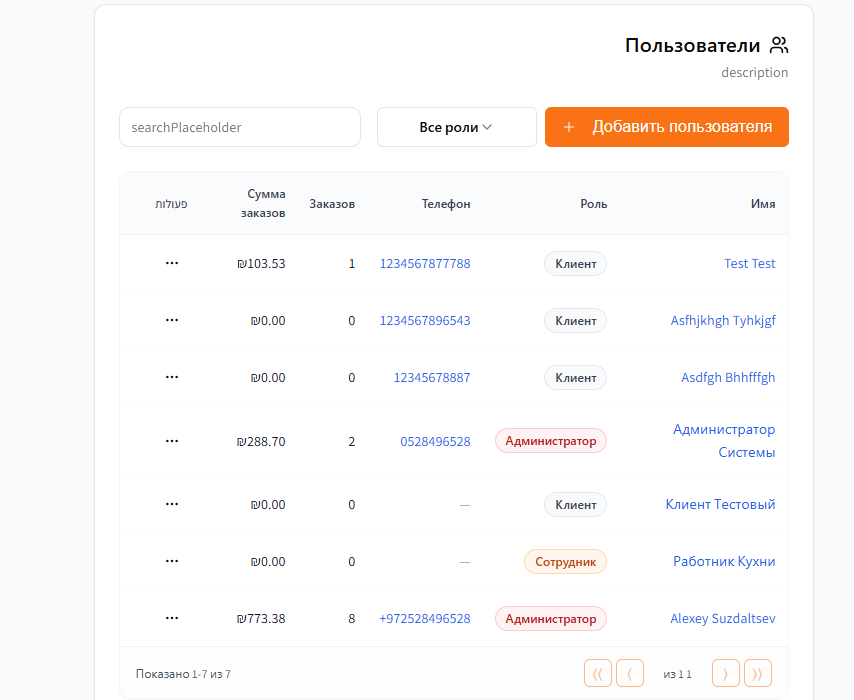 Пользователи
description
searchPlaceholder
Все роли
+ Добавить пользователя
Имя Роль Телефон Заказов Сумма заказов פעולות
Test Test Клиент 1234567877788 1 ₪103.53 ...
Asfhjkhgh Tyhkjgf Клиент 1234567896543 0 ₪0.00 ...
Asdfgh Bhhfffgh Клиент 12345678887 0 ₪0.00 ...
Администратор Системы Администратор 0528496528 2 ₪288.70 ...
Клиент Тестовый Клиент — 0 ₪0.00 ...
Работник Кухни Сотрудник — 0 ₪0.00 ...
Alexey Suzdaltsev Администратор +972528496528 8 ₪773.38 ...
Показано 1-7 из 7
из 1 1